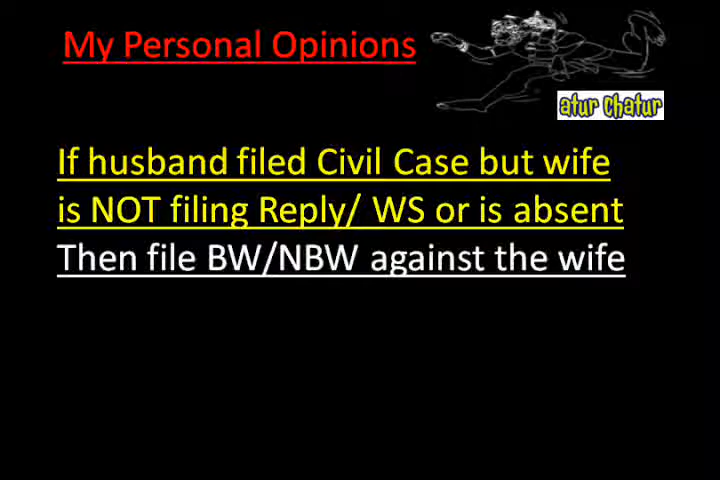 My Personal Opinions
atur chatur
If husband filed Civil Case but wife
is NOT filing Reply/ WS or is absent
Then file BW/NBW against the wife